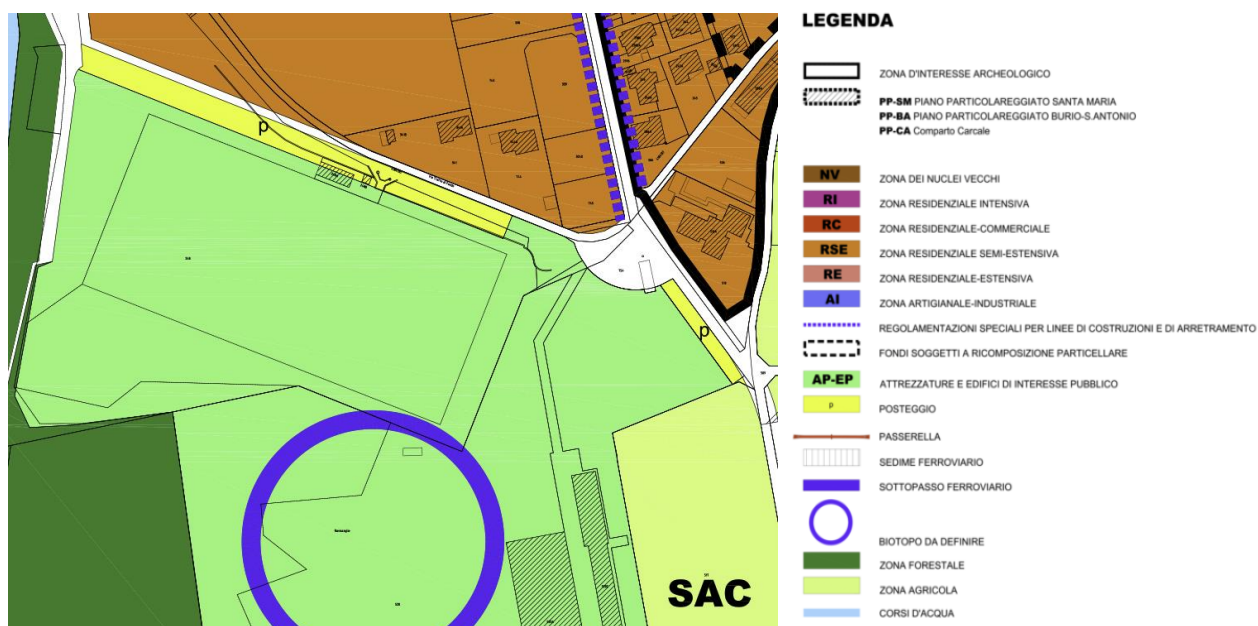 p
p
SAC
LEGENDA
ZONA D'INTERESSE ARCHEOLOGICO
PP-SM PIANO PARTICOLAREGGIATO SANTA MARIA
PP-BA PIANO PARTICOLAREGGIATO BURIO-S.ANTONIO
PP-CA Comparto Carcale
NV ZONA DEI NUCLEI VECCHI
RI ZONA RESIDENZIALE INTENSIVA
RC ZONA RESIDENZIALE-COMMERCIALE
RSE ZONA RESIDENZIALE SEMI-ESTENSIVA
RE ZONA RESIDENZIALE-ESTENSIVA
AI ZONA ARTIGIANALE-INDUSTRIALE
REGOLAMENTAZIONI SPECIALI PER LINEE DI COSTRUZIONI E DI ARRETRAMENTO
FONDI SOGGETTI A RICOMPOSIZIONE PARTICELLARE
AP-EP ATTREZZATURE E EDIFICI DI INTERESSE PUBBLICO
p POSTEGGIO
PASSERELLA
SEDIME FERROVIARIO
SOTTOPASSO FERROVIARIO
BIOTOPO DA DEFINIRE
ZONA FORESTALE
ZONA AGRICOLA
CORSI D'ACQUA